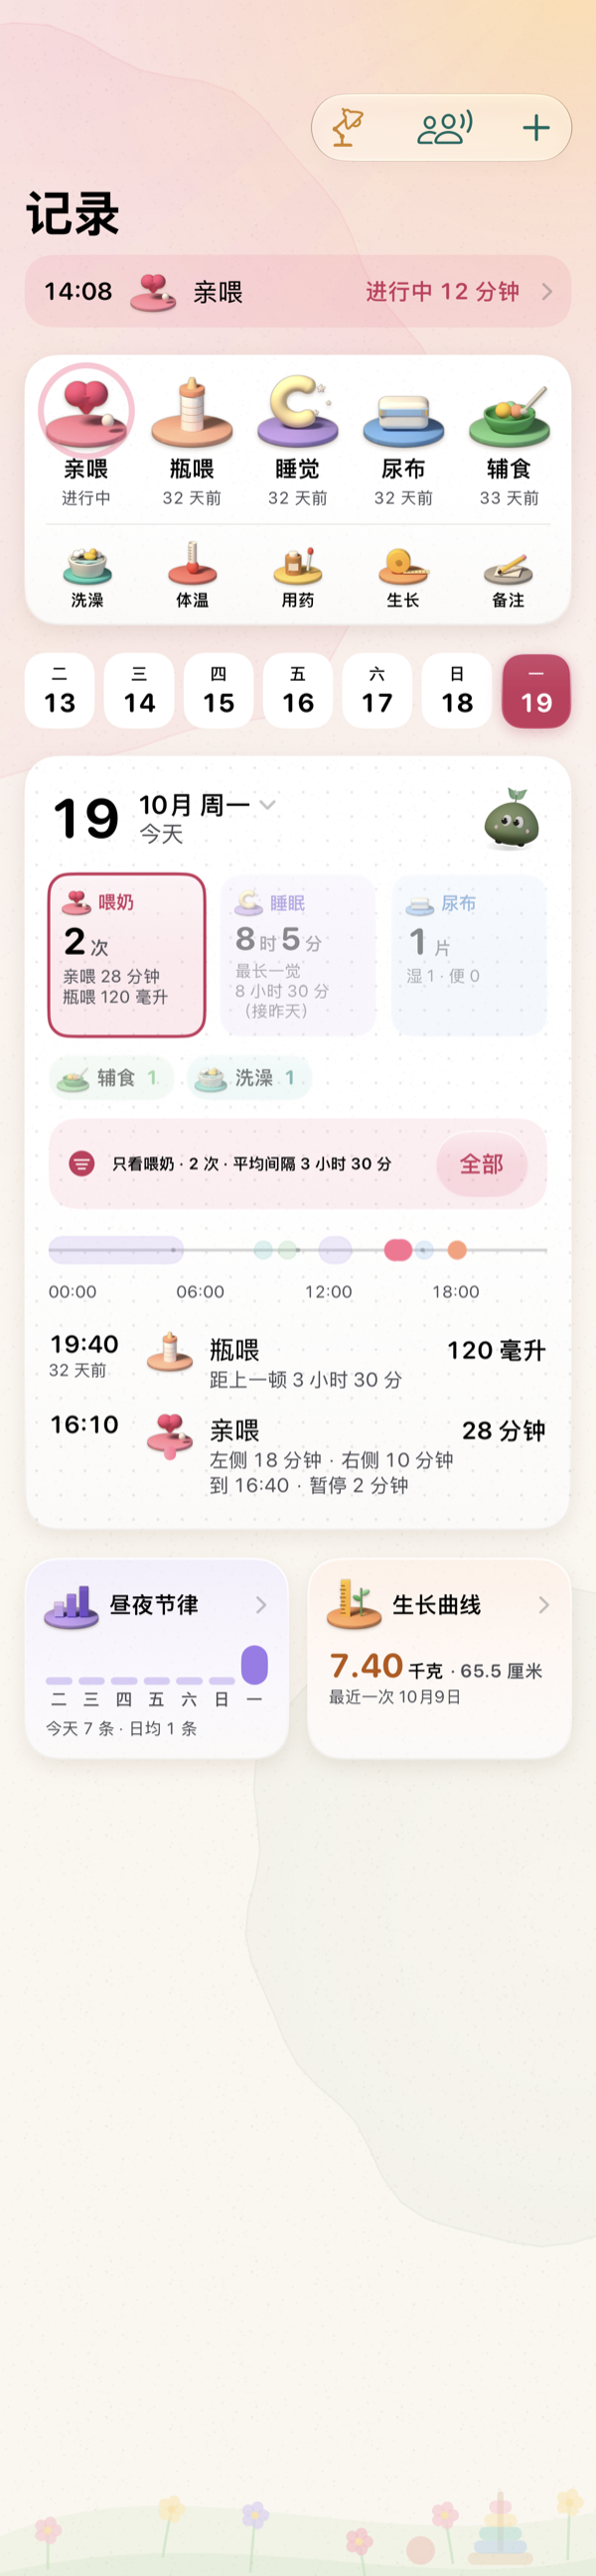 记录
14:08 亲喂 进行中 12 分钟
亲喂 瓶喂 睡觉 尿布 辅食
进行中 32 天前 32 天前 32 天前 33 天前
洗澡 体温 用药 生长 备注
二 三 四 五 六 日 一
13 14 15 16 17 18 19
19 10月 周一
今天
喂奶 睡眠 尿布
2 次 8 时 5 分 1 片
亲喂 28 分钟 最长一觉 湿 1 · 便 0
瓶喂 120 毫升 8 小时 30 分
（接昨天）
辅食 1 洗澡 1
只看喂奶 · 2 次 · 平均间隔 3 小时 30 分 全部
00:00 06:00 12:00 18:00
19:40 瓶喂 120 毫升
32 天前 距上一顿 3 小时 30 分
16:10 亲喂 28 分钟
左侧 18 分钟 · 右侧 10 分钟
到 16:40 · 暂停 2 分钟
昼夜节律
二 三 四 五 六 日 一
今天 7 条 · 日均 1 条
生长曲线
7.40 千克 · 65.5 厘米
最近一次 10月9日